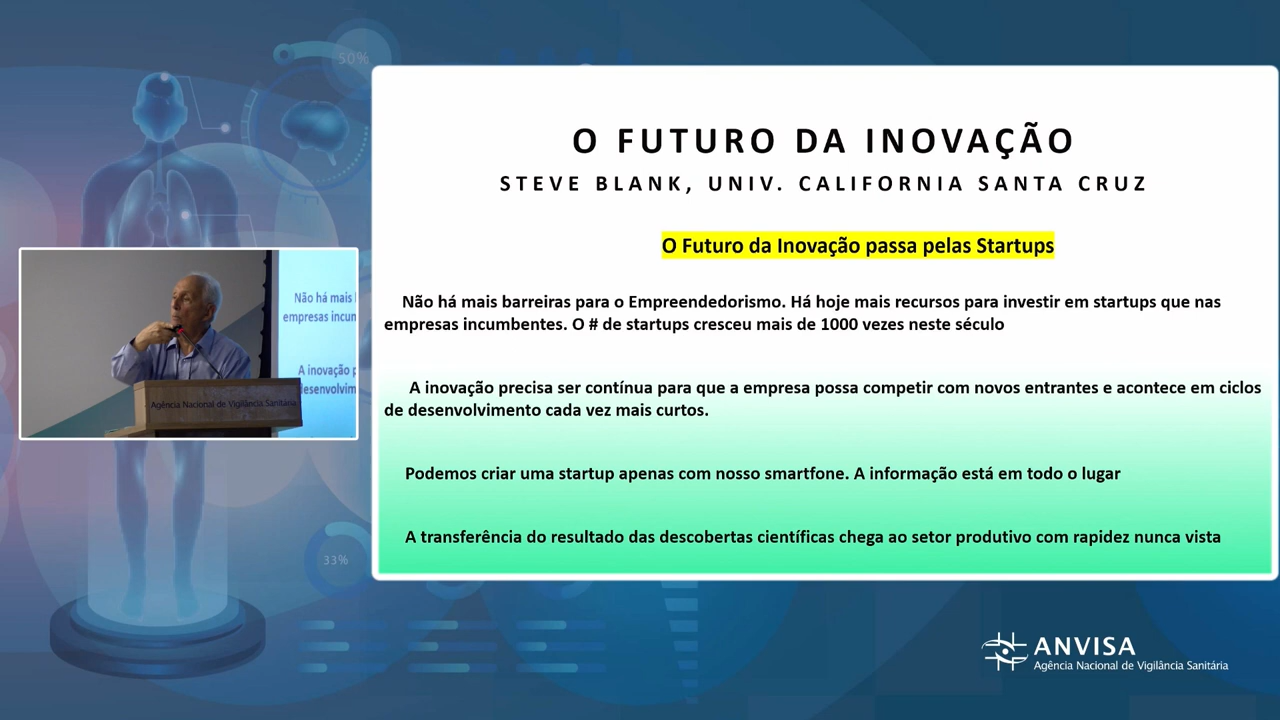 50%
O FUTURO DA INOVAÇÃO
STEVE BLANK, UNIV. CALIFORNIA SANTA CRUZ
O Futuro da Inovação passa pelas Startups
Não há mais barreiras para o Empreendedorismo. Há hoje mais recursos para investir em startups que nas
empresas incumbentes. O # de startups cresceu mais de 1000 vezes neste século
A inovação precisa ser contínua para que a empresa possa competir com novos entrantes e acontece em ciclos
de desenvolvimento cada vez mais curtos.
Podemos criar uma startup apenas com nosso smartfone. A informação está em todo o lugar
A transferência do resultado das descobertas científicas chega ao setor produtivo com rapidez nunca vista
Não há mais
empresas incum
A inovação p
desenvolvim
Agência Nacional de Vigilância Sanitária
33%
ANVISA
Agência Nacional de Vigilância Sanitária